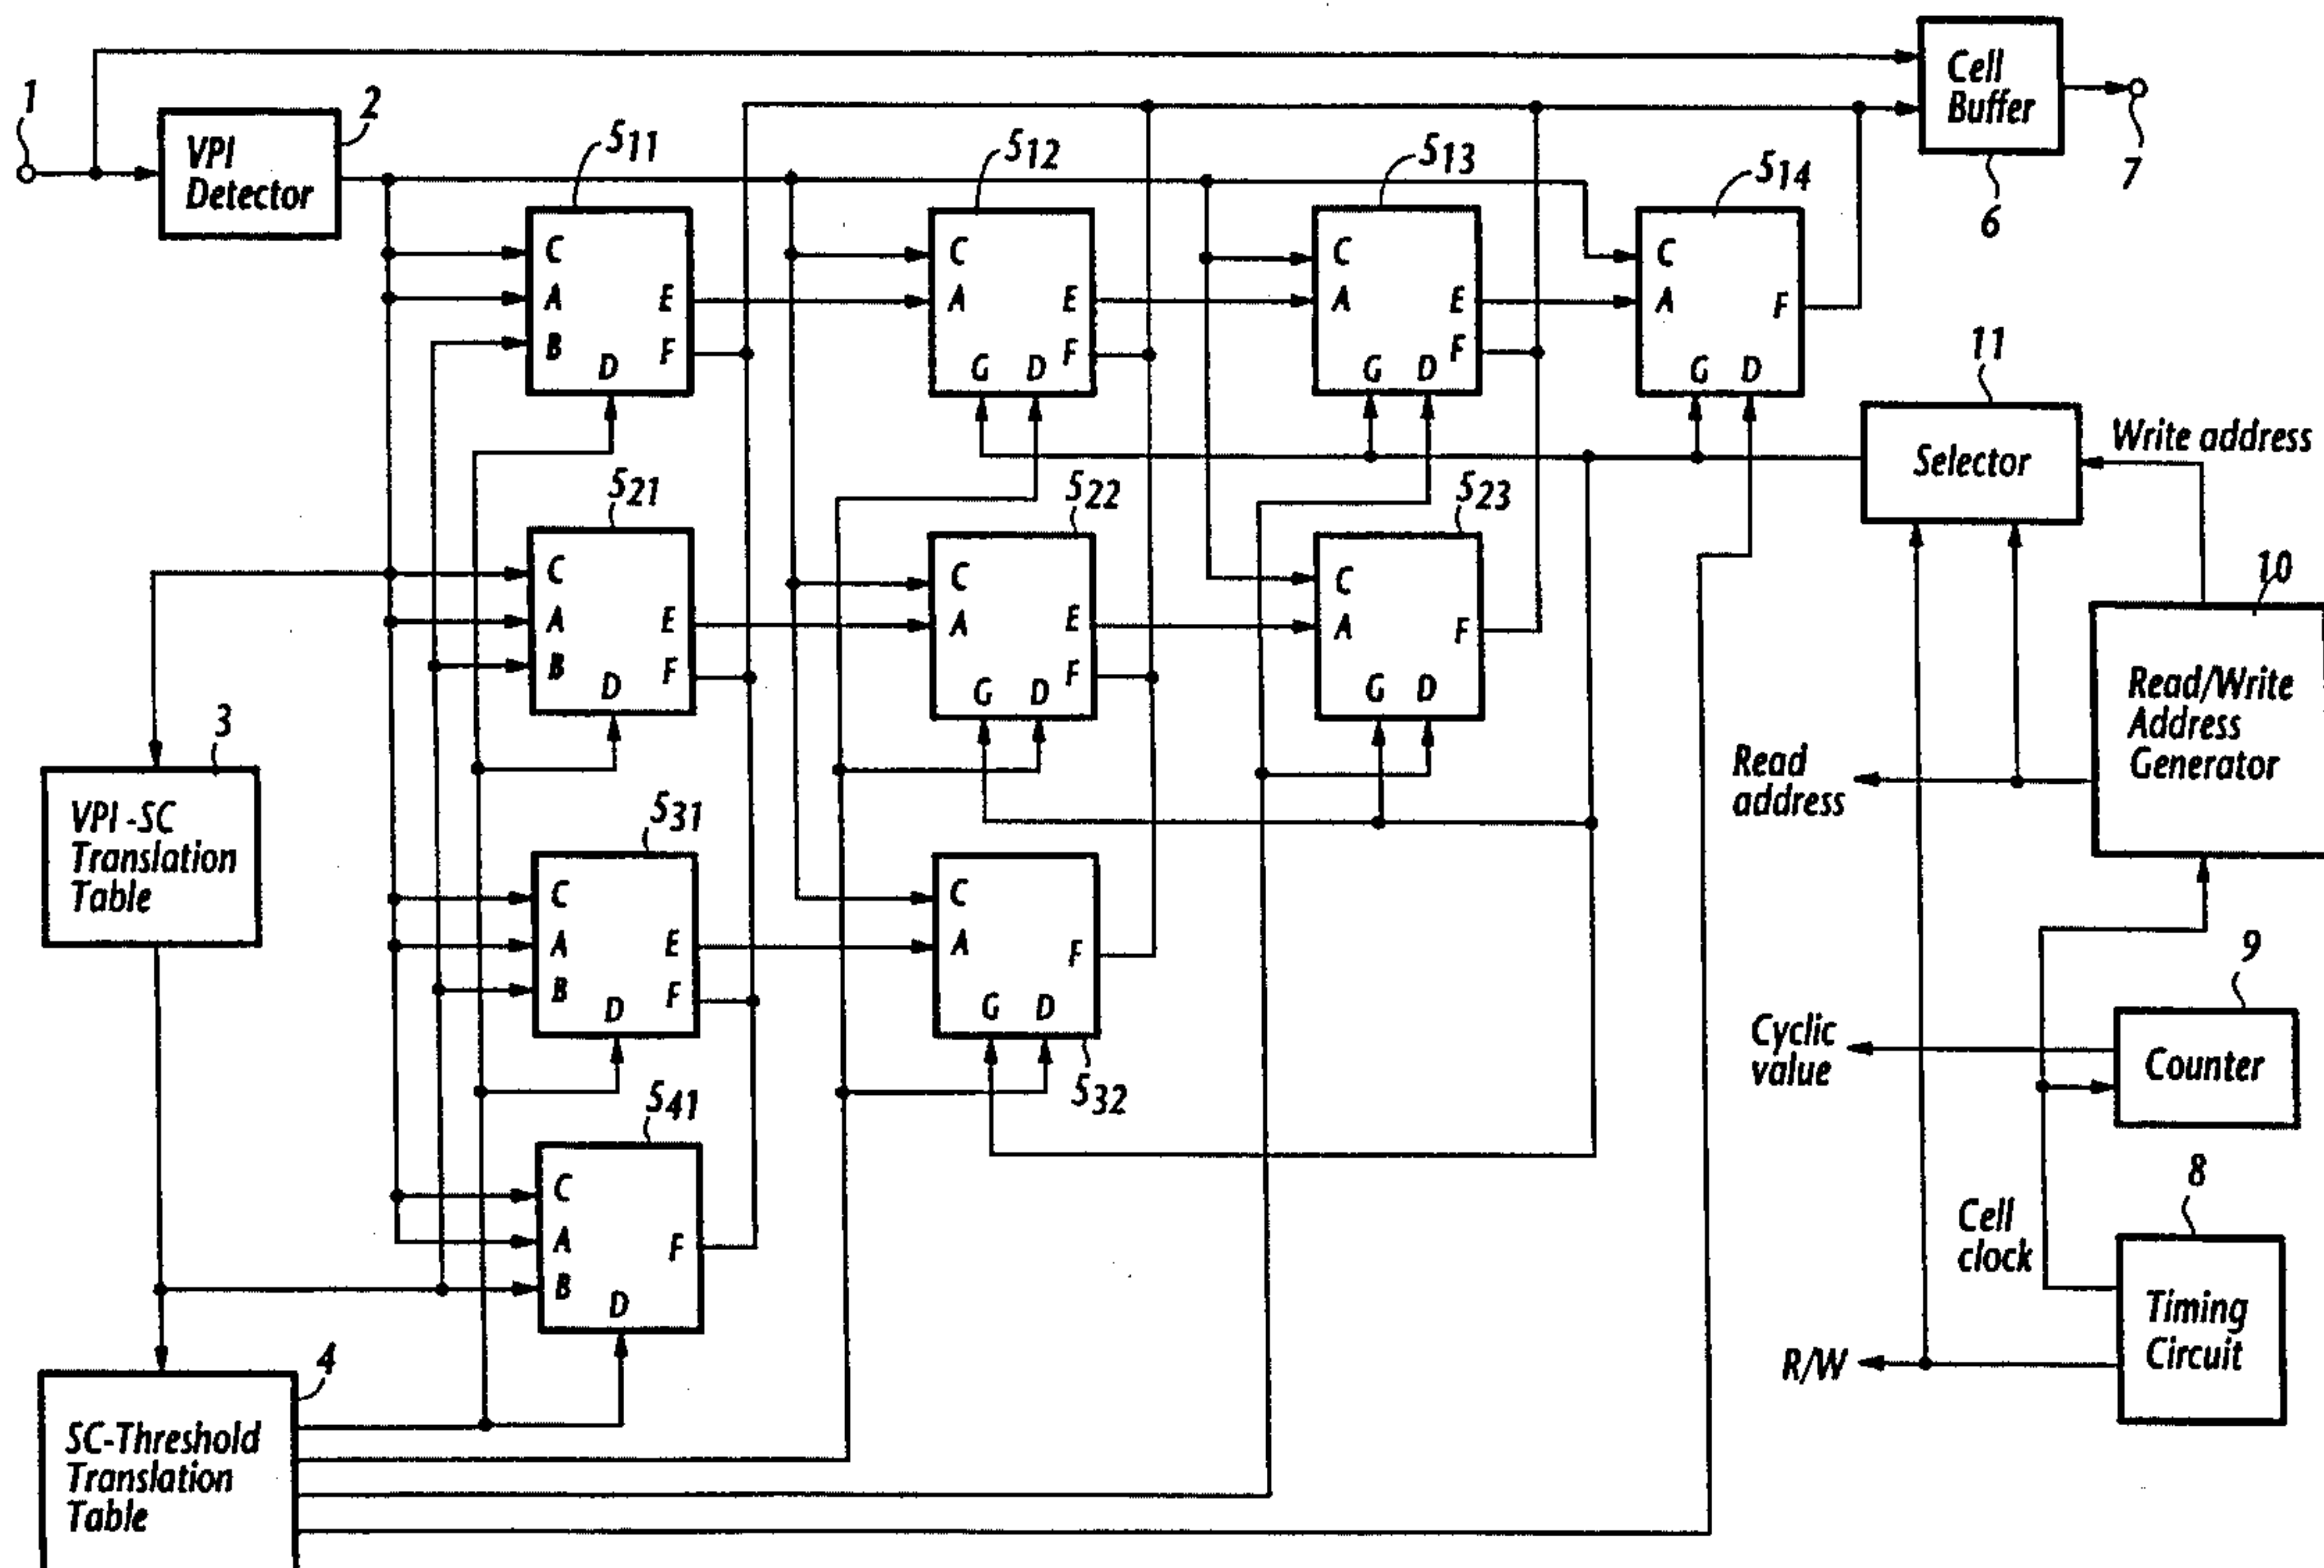 1
VPI
Detector
2
5₁₁
5₁₂
5₁₃
5₁₄
Cell
Buffer
6
7
C
A
B
D
E
F
C
A
G
D
E
F
C
A
G
D
E
F
C
A
G
D
F
11
Selector
Write address
5₂₁
5₂₂
5₂₃
C
A
B
D
E
F
C
A
G
D
E
F
C
A
G
D
F
10
Read/Write
Address
Generator
Read
address
3
VPI-SC
Translation
Table
5₃₁
C
A
B
D
E
F
C
A
G
D
F
5₃₂
9
Cyclic
value
Counter
5₄₁
C
A
B
D
F
8
Cell
clock
Timing
Circuit
R/W
4
SC-Threshold
Translation
Table